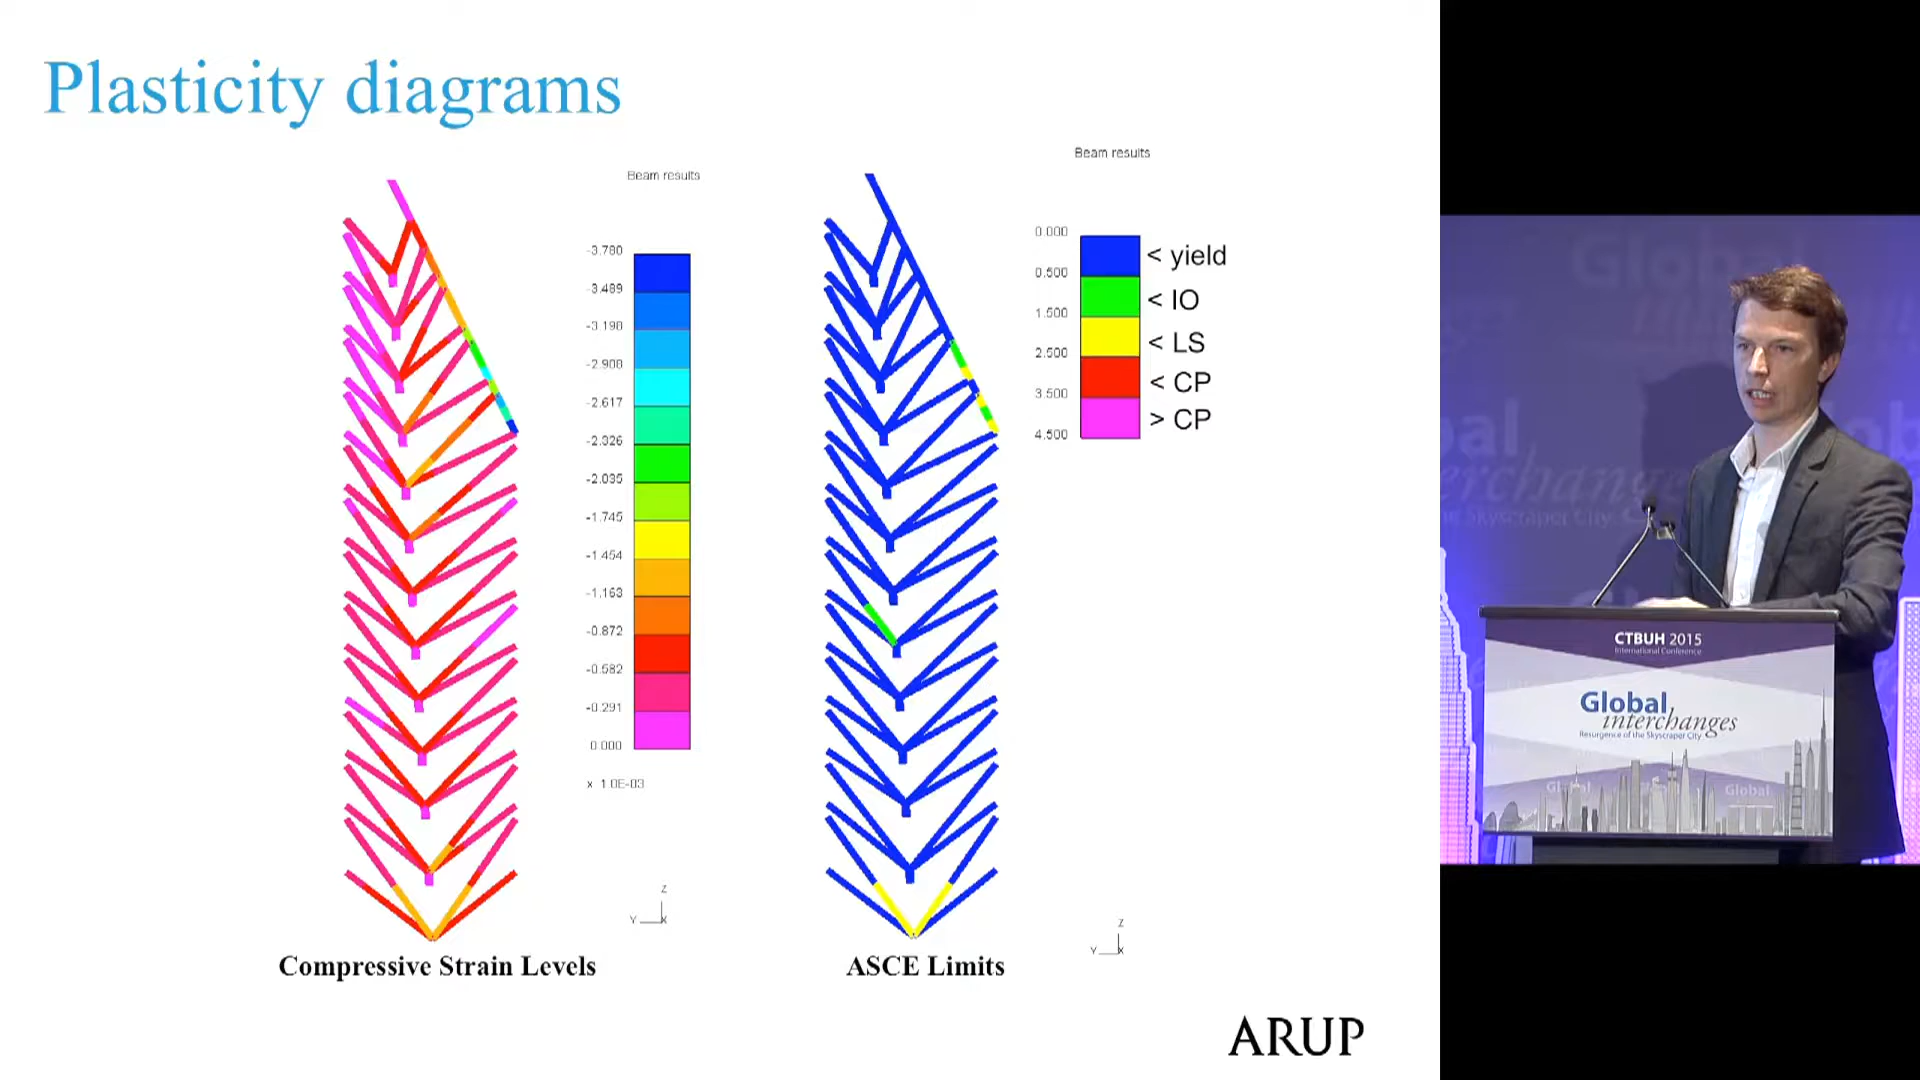 Plasticity diagrams
Beam results
-3.780
-3.489
-3.198
-2.908
-2.617
-2.326
-2.035
-1.745
-1.454
-1.163
-0.872
-0.582
-0.291
0.000
x 1.0E-03
Z
Y
X
Compressive Strain Levels
Beam results
0.000
0.500
1.500
2.500
3.500
4.500
< yield
< IO
< LS
< CP
> CP
Z
Y
X
ASCE Limits
ARUP
Global
CTBUH 2015
International Conference
Global
interchanges
Resurgence of the Skyscraper City
Global
Global